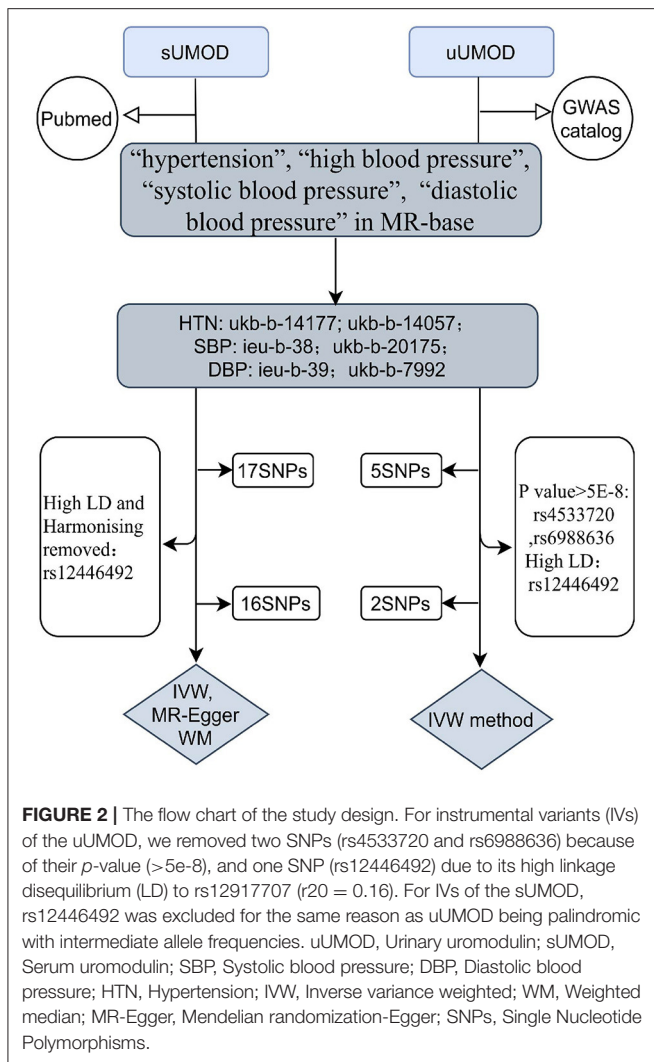 sUMOD
uUMOD
Pubmed
GWAS
catalog
“hypertension”, “high blood pressure”,
“systolic blood pressure”, “diastolic
blood pressure” in MR-base
HTN: ukb-b-14177; ukb-b-14057；
SBP: ieu-b-38； ukb-b-20175；
DBP: ieu-b-39； ukb-b-7992
17SNPs
5SNPs
High LD and
Harmonising
removed：
rs12446492
P value>5E-8:
rs4533720
,rs6988636
High LD：
rs12446492
16SNPs
2SNPs
IVW,
MR-Egger
WM
IVW method
FIGURE 2 | The flow chart of the study design. For instrumental variants (IVs)
of the uUMOD, we removed two SNPs (rs4533720 and rs6988636) because
of their p-value (>5e-8), and one SNP (rs12446492) due to its high linkage
disequilibrium (LD) to rs12917707 (r20 = 0.16). For IVs of the sUMOD,
rs12446492 was excluded for the same reason as uUMOD being palindromic
with intermediate allele frequencies. uUMOD, Urinary uromodulin; sUMOD,
Serum uromodulin; SBP, Systolic blood pressure; DBP, Diastolic blood
pressure; HTN, Hypertension; IVW, Inverse variance weighted; WM, Weighted
median; MR-Egger, Mendelian randomization-Egger; SNPs, Single Nucleotide
Polymorphisms.